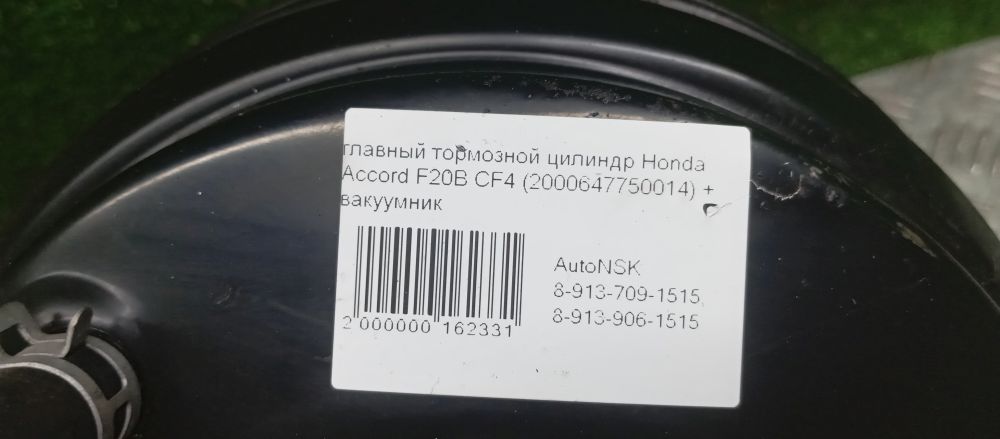 главный тормозной цилиндр Honda
Accord F20B CF4 (2000647750014) +
вакуумник
AutoNSK
8-913-709-1515,
8-913-906-1515
2 000000 162331